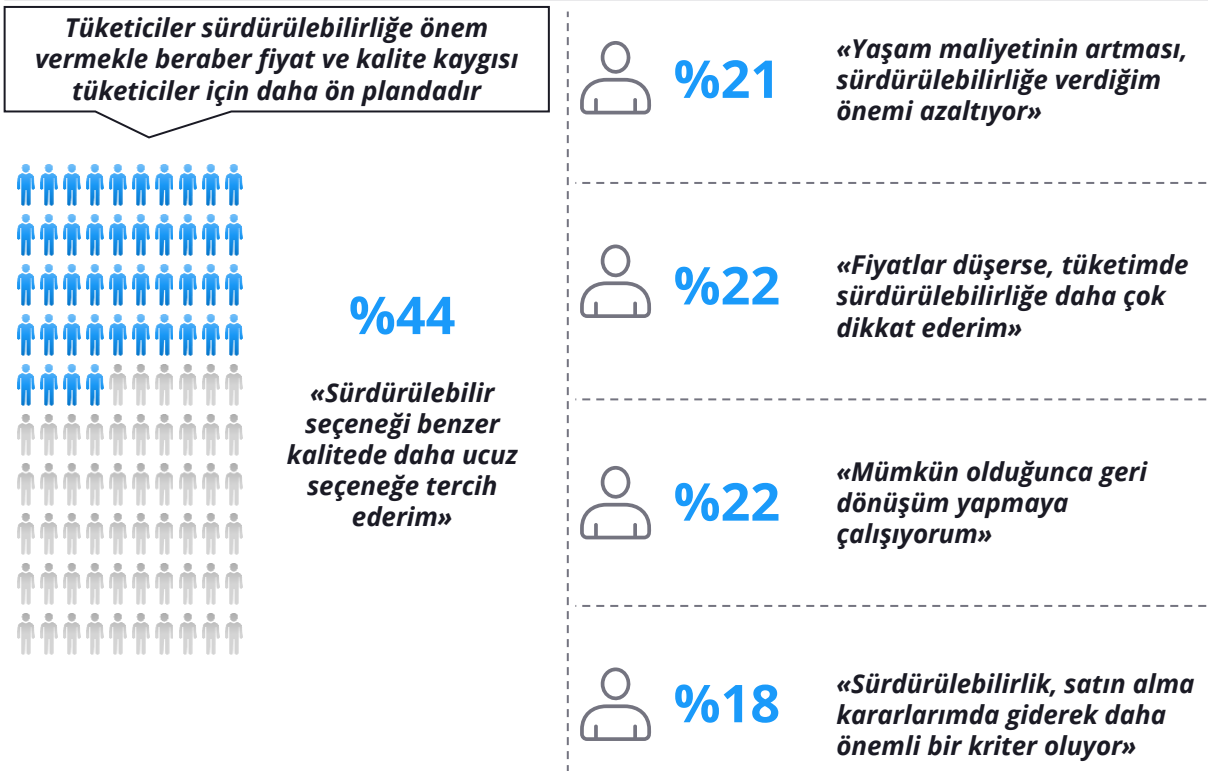 Tüketiciler sürdürülebilirliğe önem
vermekle beraber fiyat ve kalite kaygısı
tüketiciler için daha ön plandadır
%44
«Sürdürülebilir
seçeneği benzer
kalitede daha ucuz
seçeneğe tercih
ederim»
%21
«Yaşam maliyetinin artması,
sürdürülebilirliğe verdiğim
önemi azaltıyor»
%22
«Fiyatlar düşerse, tüketimde
sürdürülebilirliğe daha çok
dikkat ederim»
%22
«Mümkün olduğunca geri
dönüşüm yapmaya
çalışıyorum»
%18
«Sürdürülebilirlik, satın alma
kararlarımda giderek daha
önemli bir kriter oluyor»